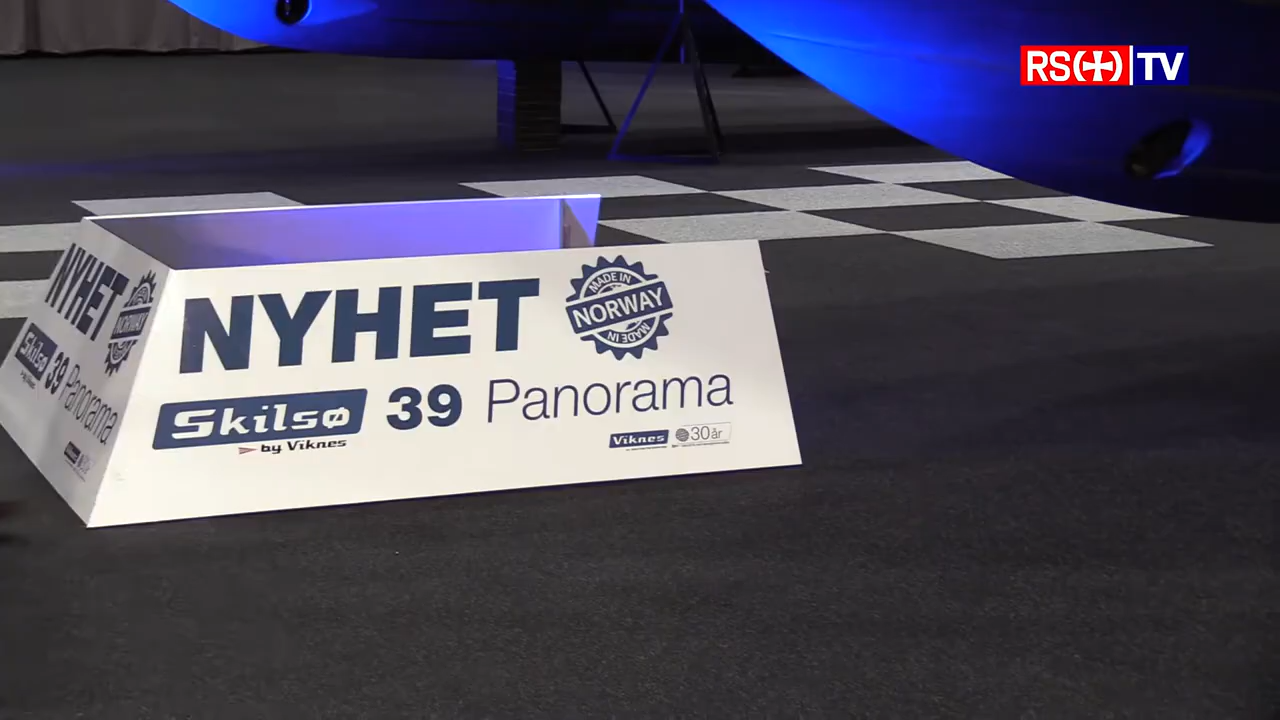 RS TV
NYHET
MADE IN
NORWAY
MADE IN
Skilsø 39 Panorama
by Viknes
Viknes 30 år
NYHET
NORWAY
Skilsø 39 Panorama